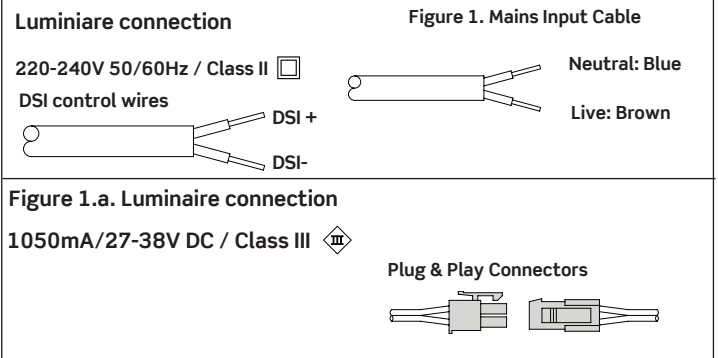 Luminiare connection
220-240V 50/60Hz / Class II
DSI control wires
DSI +
DSI-
Figure 1. Mains Input Cable
Neutral: Blue
Live: Brown
Figure 1.a. Luminaire connection
1050mA/27-38V DC / Class III III
Plug & Play Connectors